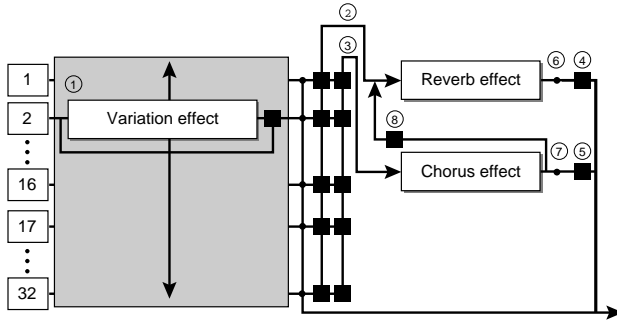 ② 
③ ⑥ ④
1 ① Reverb effect
2 Variation effect
⑧
⑦ ⑤
16 Chorus effect
17
32